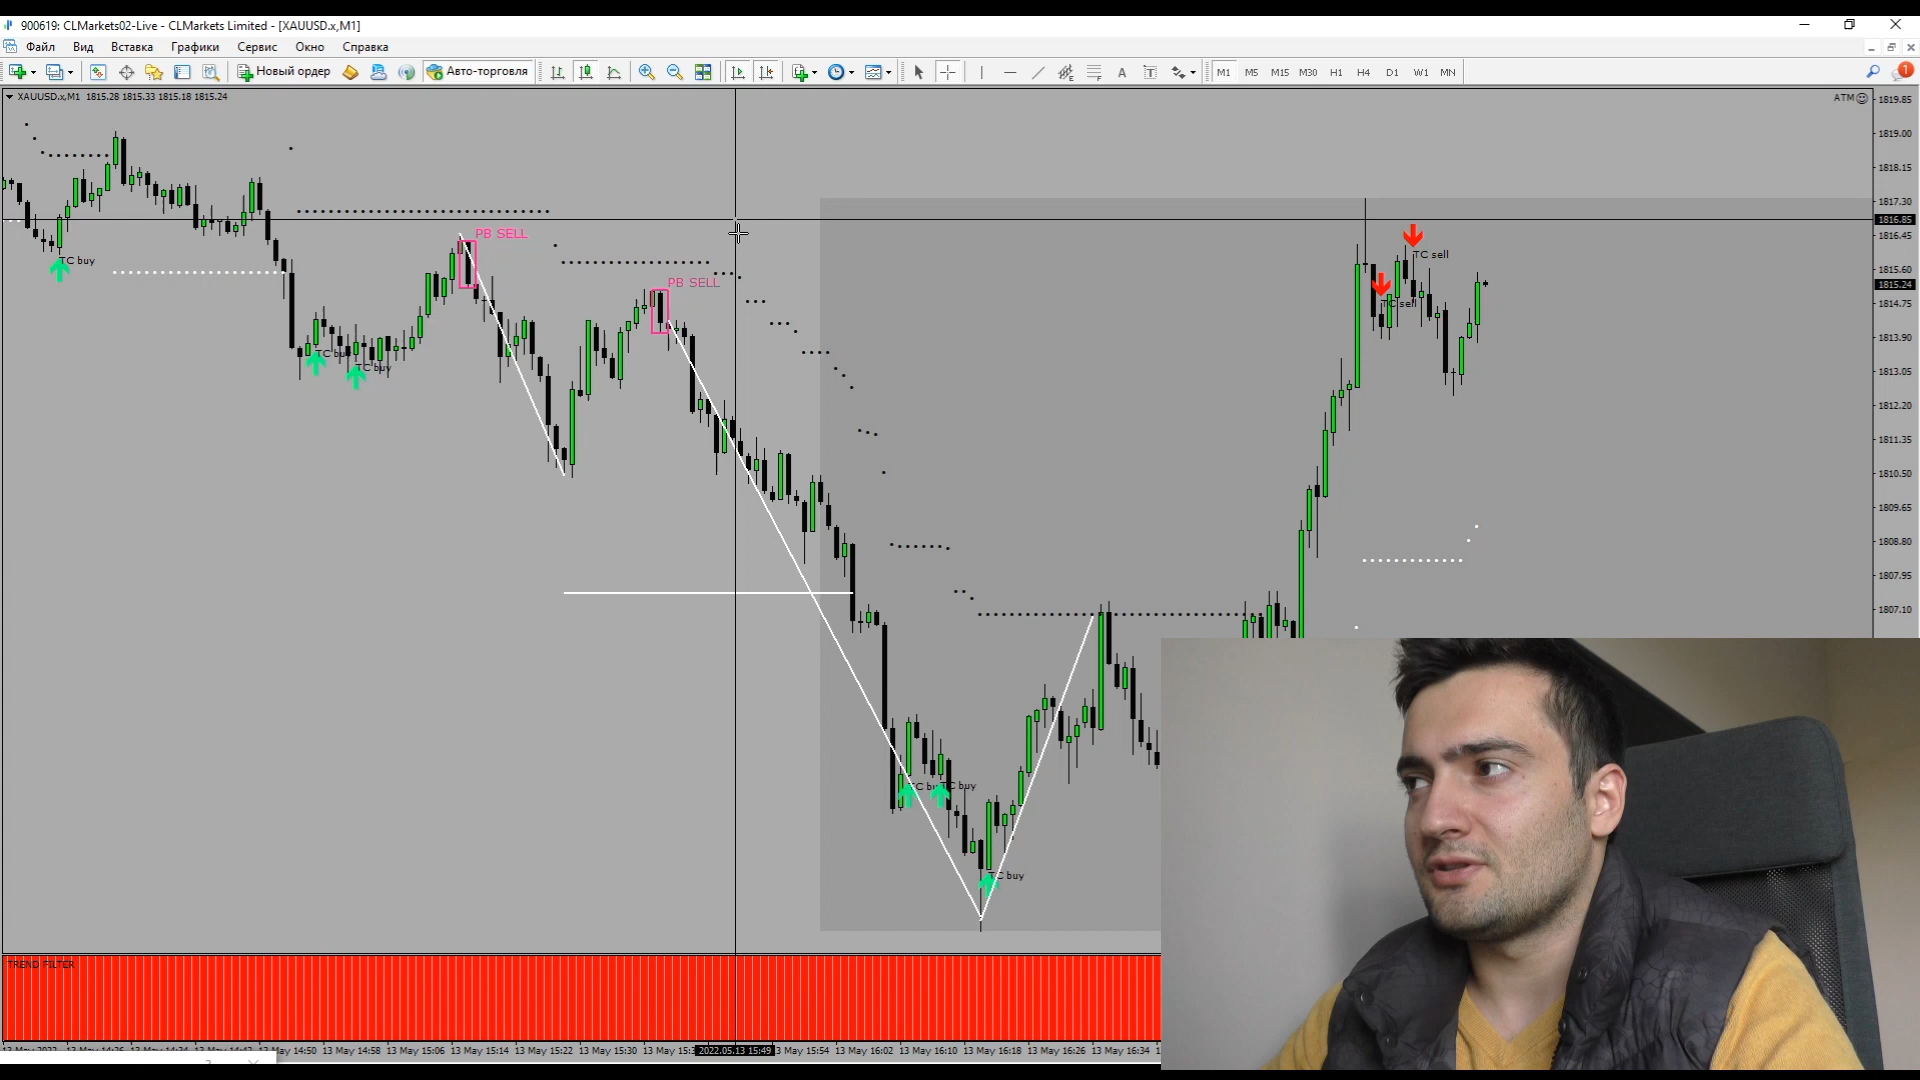 900619: CLMarkets02-Live - CLMarkets Limited - [XAUUSD.x,M1]
Файл Вид Вставка Графики Сервис Окно Справка
Новый ордер Авто-торговля A T M1 M5 M15 M30 H1 H4 D1 W1 MN 1
XAUUSD.x,M1 1815.28 1815.33 1815.18 1815.24
ATM
1819.85
1819.00
1818.15
1817.30
1816.85
1816.45
1815.60
1815.24
1814.75
1813.90
1813.05
1812.20
1811.35
1810.50
1809.65
1808.80
1807.95
1807.10
PB SELL
TC sell
TC buy
PB SELL
TC sell
TC buy
TC buy
TC buy
TC buy
TREND FILTER
14:50 13 May 14:58 13 May 15:06 13 May 15:14 13 May 15:22 13 May 15:30 13 May 2022.05.13 15:49 May 15:54 13 May 16:02 13 May 16:10 13 May 16:18 13 May 16:26 13 May 16:34